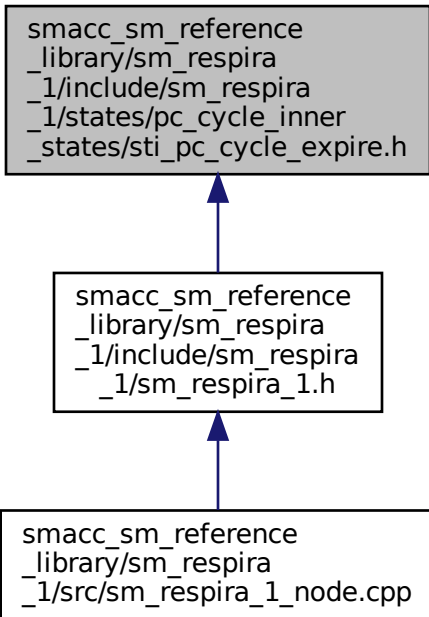 smacc_sm_reference
_library/sm_respira
_1/include/sm_respira
_1/states/pc_cycle_inner
_states/sti_pc_cycle_expire.h
smacc_sm_reference
_library/sm_respira
_1/include/sm_respira
_1/sm_respira_1.h
smacc_sm_reference
_library/sm_respira
_1/src/sm_respira_1_node.cpp